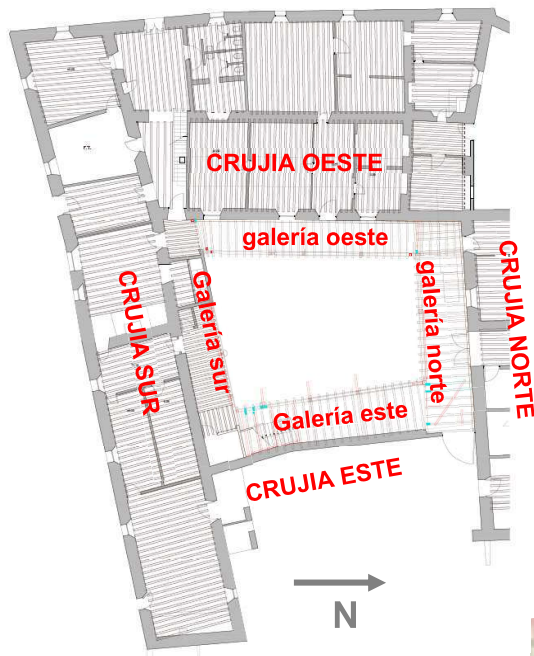 CRUJIA OESTE
galería oeste
CRUJIA SUR
Galería sur
galería norte
CRUJIA NORTE
Galería este
CRUJIA ESTE
N